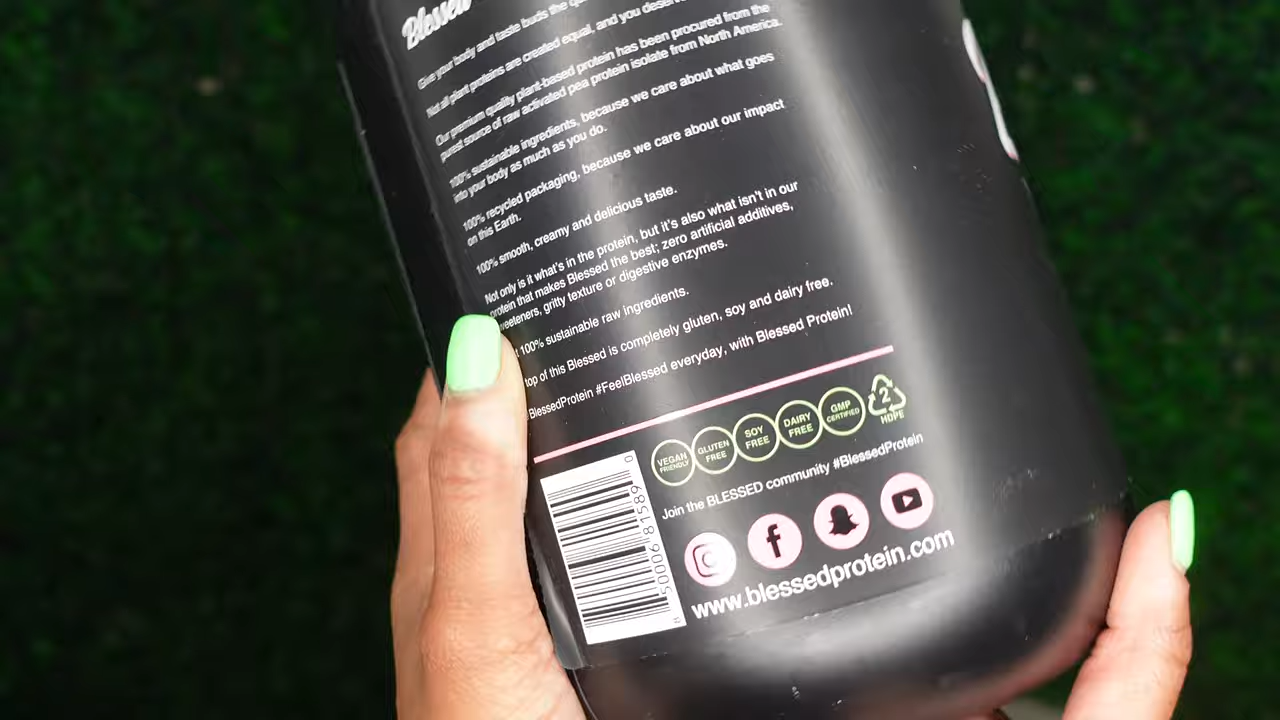 Blessed
Give your body and taste buds the
Not all plant proteins are created equal, and you deserve
Our premium quality plant-based protein has been procured from the
purest source of raw activated pea protein isolate from North America.
100% sustainable ingredients, because we care about what goes
into your body as much as you do.
100% recycled packaging, because we care about our impact
on this Earth.
100% smooth, creamy and delicious taste.
Not only is it what's in the protein, but it's also what isn't in our
protein that makes Blessed the best; zero artificial additives,
sweeteners, gritty texture or digestive enzymes.
100% sustainable raw ingredients.
top of this Blessed is completely gluten, soy and dairy free.
BlessedProtein #FeelBlessed everyday, with Blessed Protein!
VEGAN FRIENDLY
GLUTEN FREE
SOY FREE
DAIRY FREE
GMP CERTIFIED
2 HDPE
Join the BLESSED community #BlessedProtein
www.blessedprotein.com
8 50006 81589 0